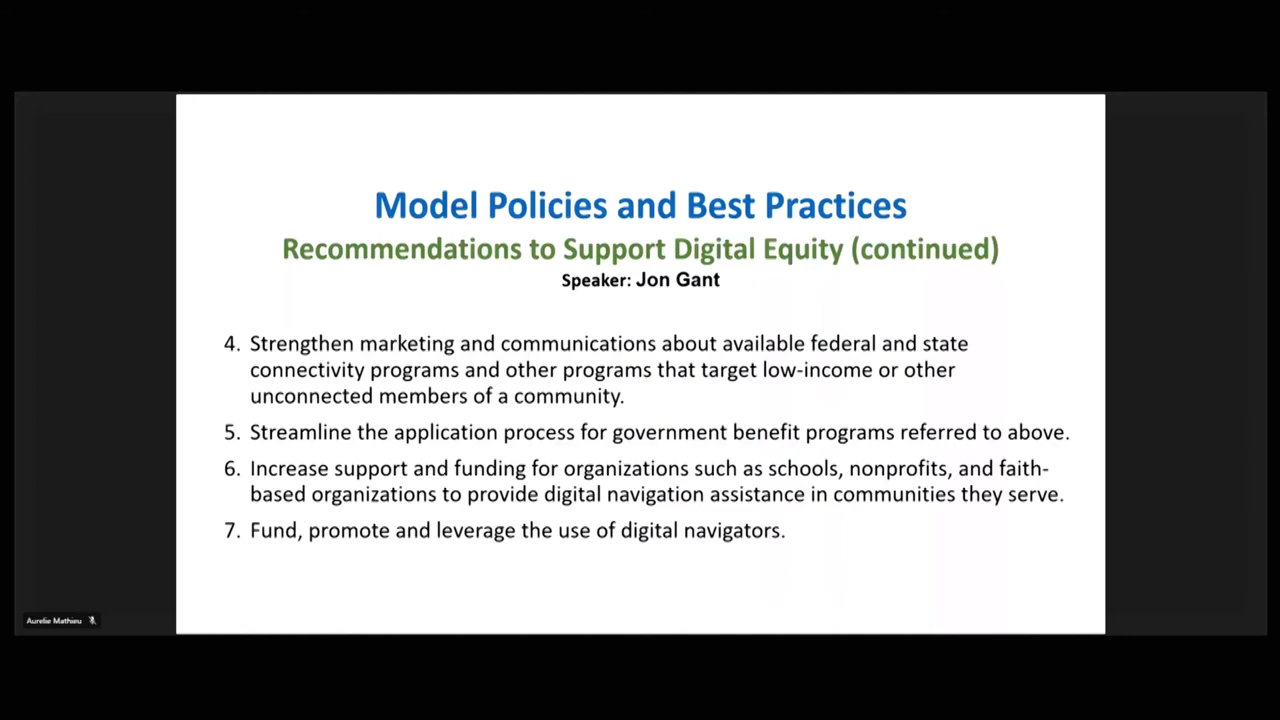 Model Policies and Best Practices
Recommendations to Support Digital Equity (continued)
Speaker: Jon Gant
4. Strengthen marketing and communications about available federal and state
connectivity programs and other programs that target low-income or other
unconnected members of a community.
5. Streamline the application process for government benefit programs referred to above.
6. Increase support and funding for organizations such as schools, nonprofits, and faith-
based organizations to provide digital navigation assistance in communities they serve.
7. Fund, promote and leverage the use of digital navigators.
Aurelie Mathieu